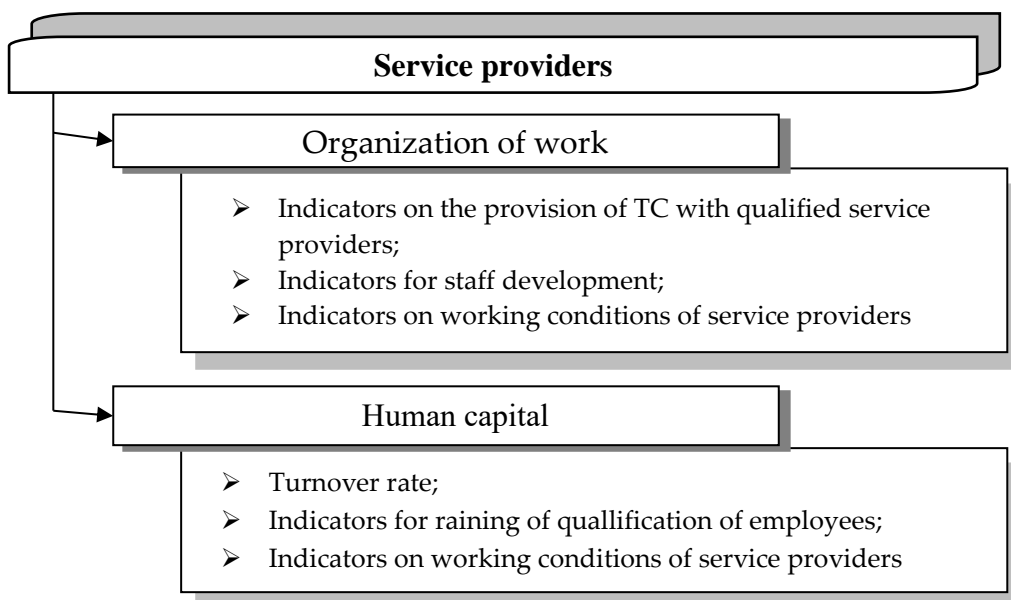 Service providers
Organization of work
➢ Indicators on the provision of TC with qualified service
providers;
➢ Indicators for staff development;
➢ Indicators on working conditions of service providers
Human capital
➢ Turnover rate;
➢ Indicators for raining of quallification of employees;
➢ Indicators on working conditions of service providers